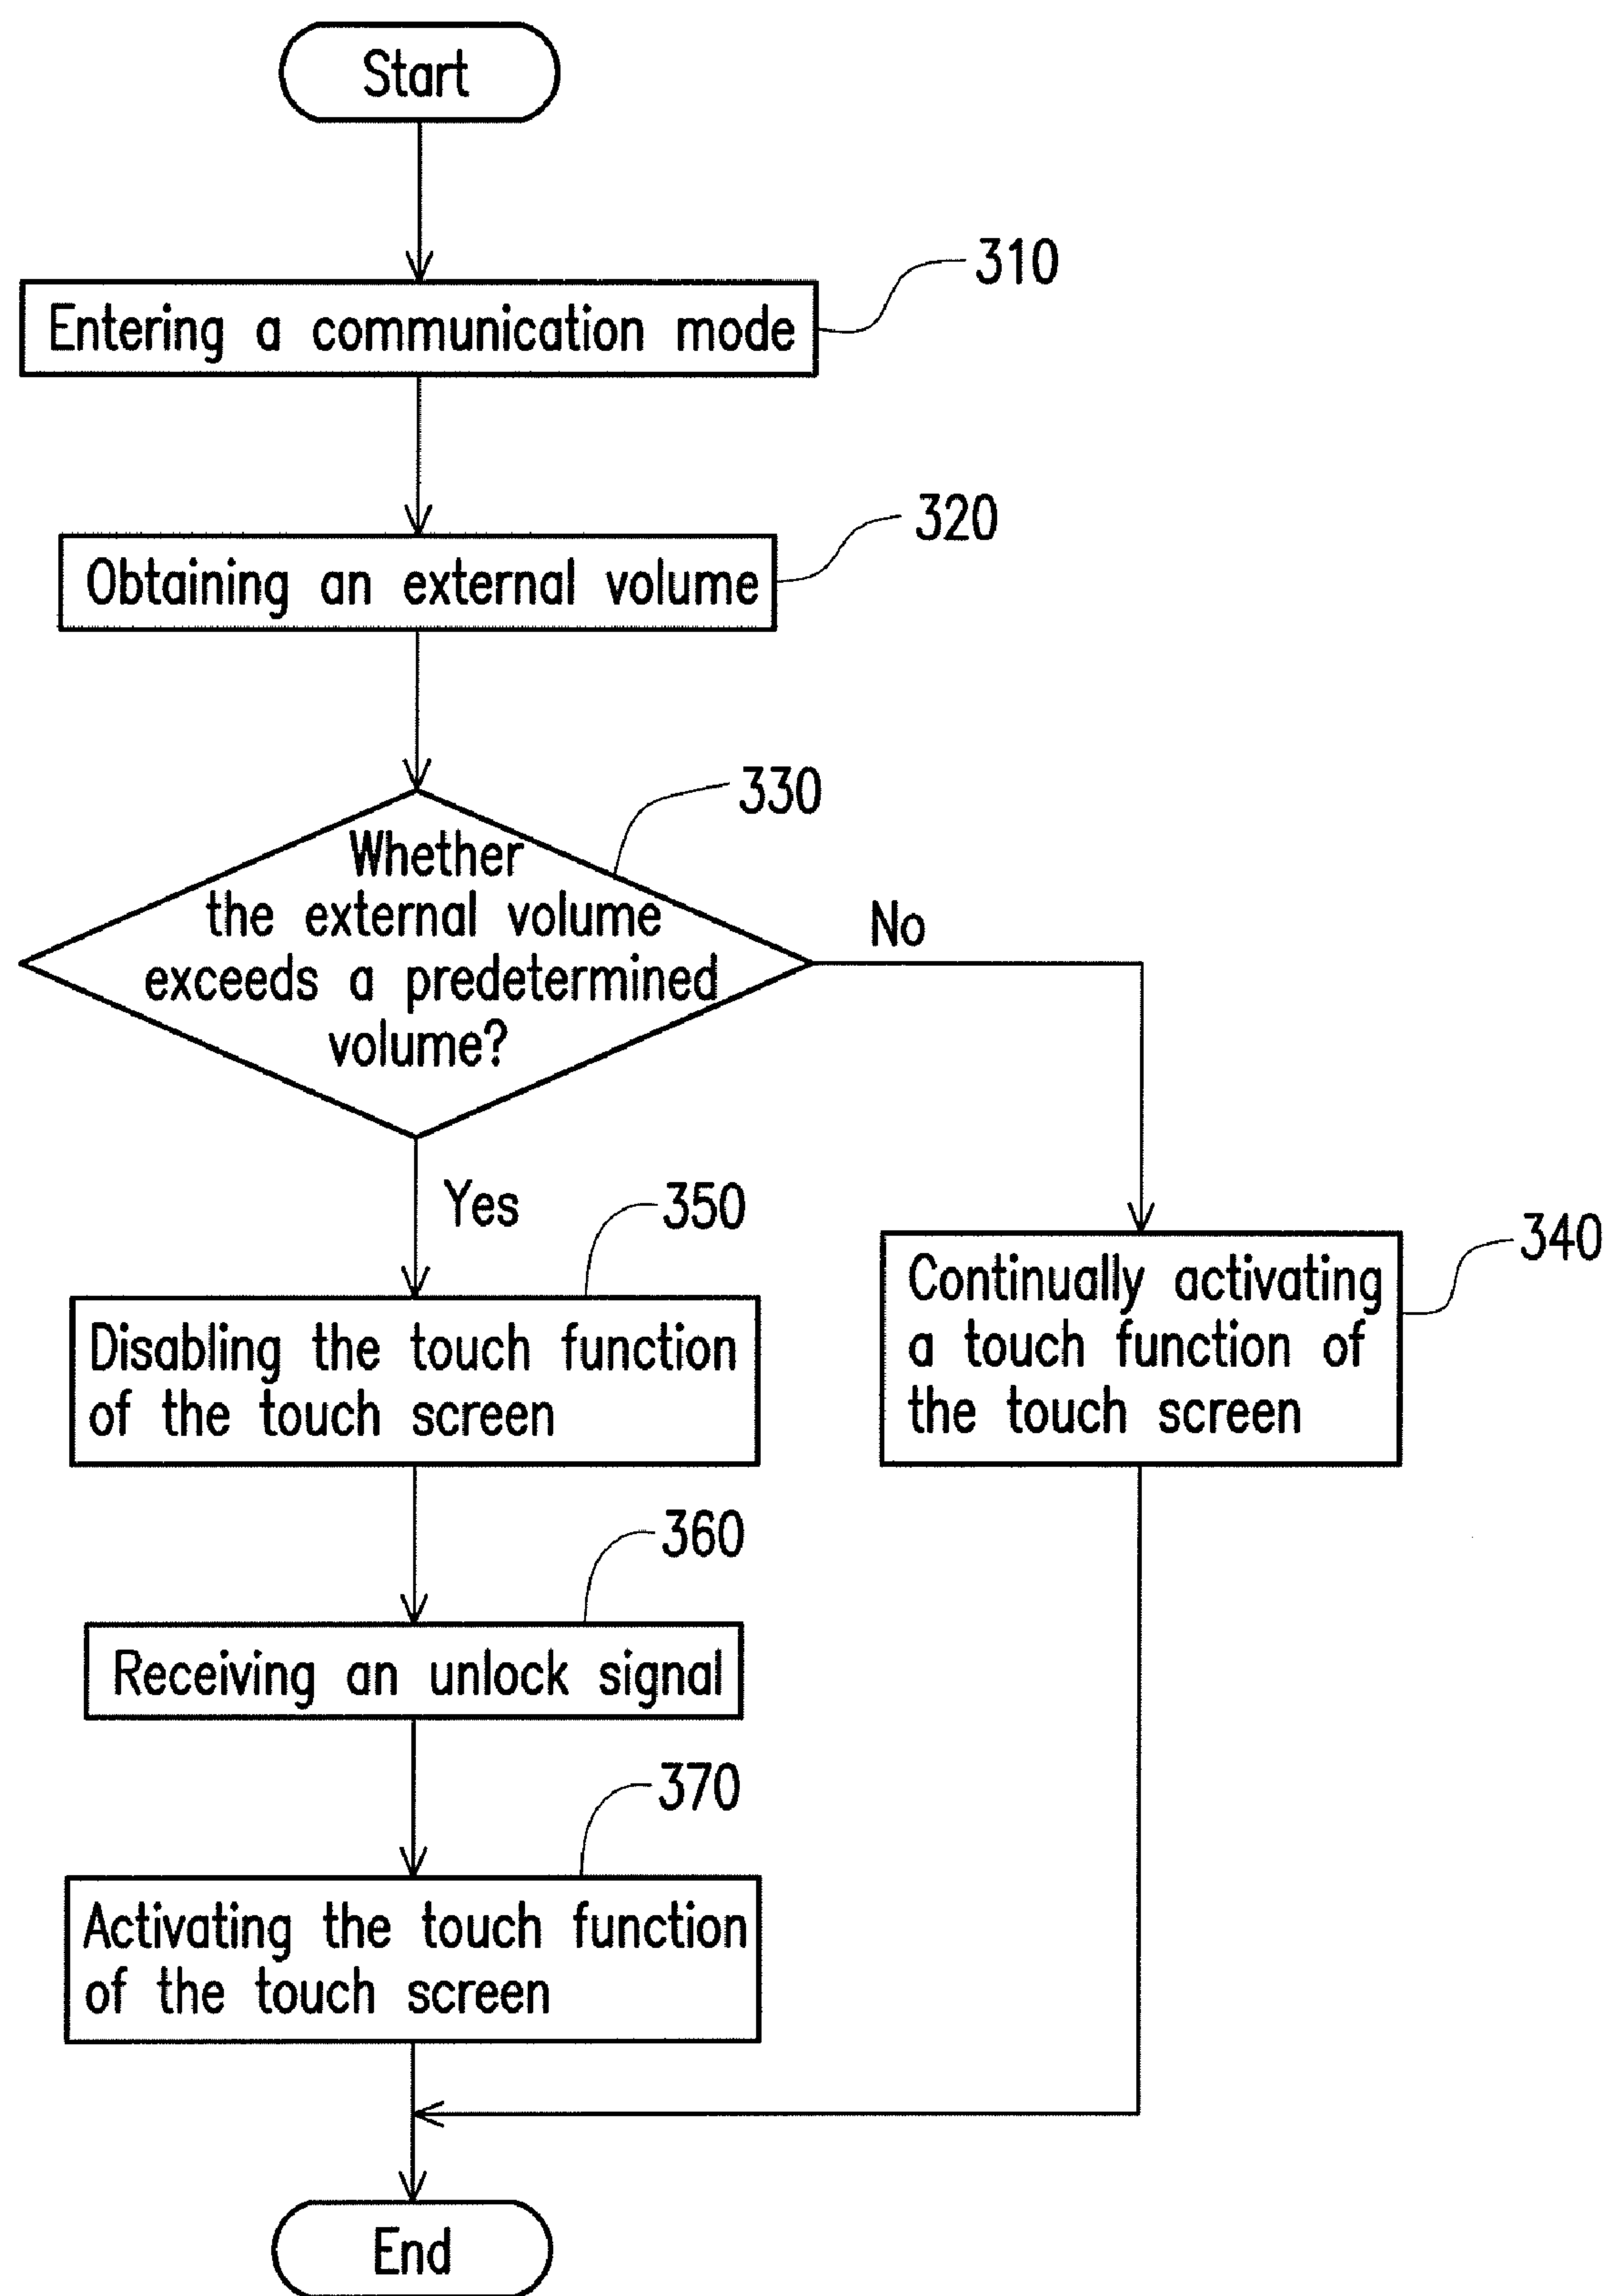 Start
310
Entering a communication mode
320
Obtaining an external volume
330
Whether
the external volume
exceeds a predetermined
volume?
No
Yes
350
Disabling the touch function
of the touch screen
340
Continually activating
a touch function of
the touch screen
360
Receiving an unlock signal
370
Activating the touch function
of the touch screen
End